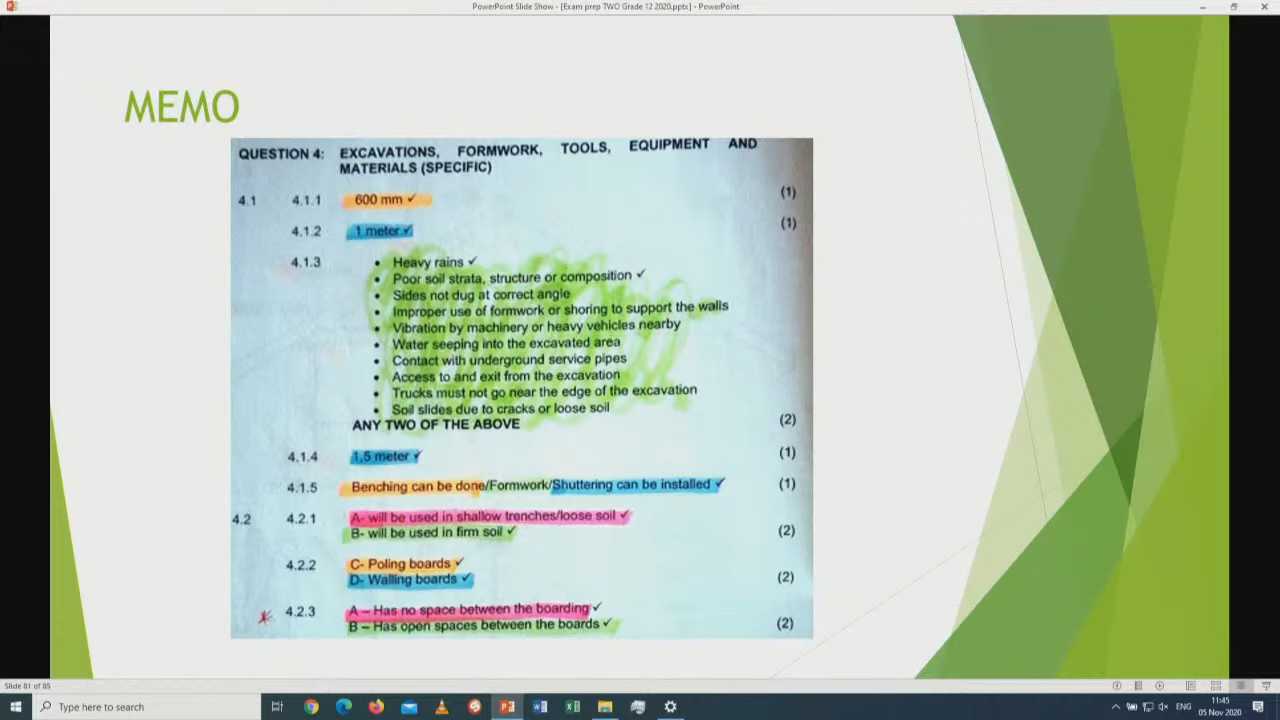 PowerPoint Slide Show - [Exam prep TWO Grade 12 2020.pptx] - PowerPoint
MEMO
QUESTION 4: EXCAVATIONS, FORMWORK, TOOLS, EQUIPMENT AND
MATERIALS (SPECIFIC)
4.1 4.1.1 600 mm ✓ (1)
4.1.2 1 meter ✓ (1)
4.1.3 • Heavy rains ✓
• Poor soil strata, structure or composition ✓
• Sides not dug at correct angle
• Improper use of formwork or shoring to support the walls
• Vibration by machinery or heavy vehicles nearby
• Water seeping into the excavated area
• Contact with underground service pipes
• Access to and exit from the excavation
• Trucks must not go near the edge of the excavation
• Soil slides due to cracks or loose soil
ANY TWO OF THE ABOVE (2)
4.1.4 1,5 meter ✓ (1)
4.1.5 Benching can be done/Formwork/Shuttering can be installed ✓ (1)
4.2 4.2.1 A- will be used in shallow trenches/loose soil ✓
B- will be used in firm soil ✓ (2)
4.2.2 C- Poling boards ✓
D- Walling boards ✓ (2)
4.2.3 A – Has no space between the boarding ✓
B – Has open spaces between the boards ✓ (2)
Slide 81 of 85
Type here to search
ENG
11:45
05 Nov 2020